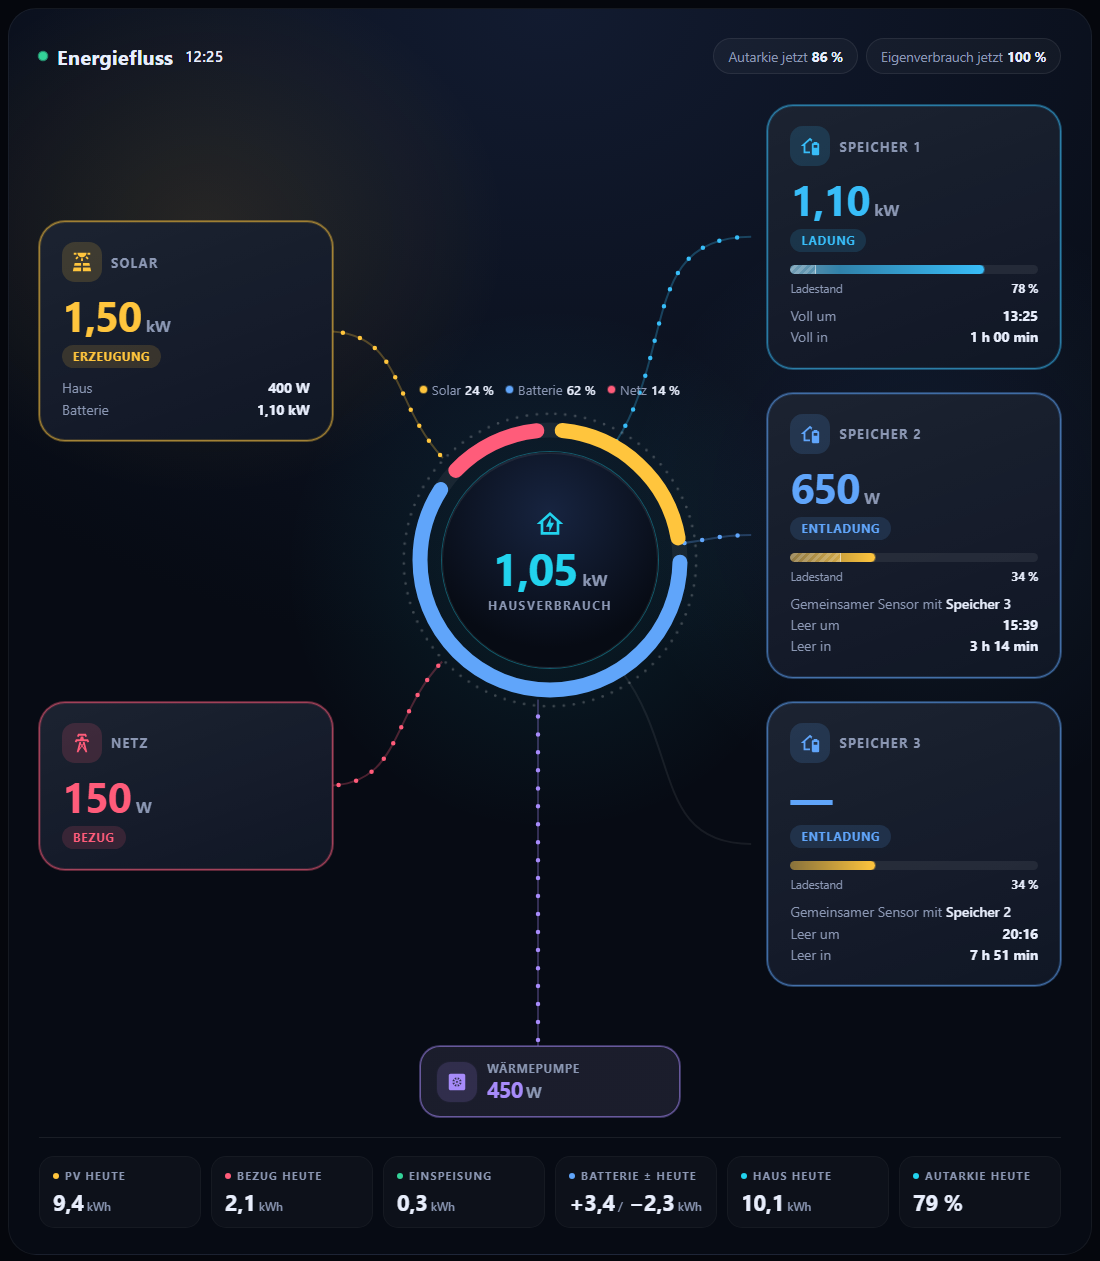 Energiefluss 12:25
Autarkie jetzt 86 %
Eigenverbrauch jetzt 100 %
SOLAR
1,50 kW
ERZEUGUNG
Haus 400 W
Batterie 1,10 kW
Solar 24 % Batterie 62 % Netz 14 %
1,05 kW
HAUSVERBRAUCH
NETZ
150 W
BEZUG
SPEICHER 1
1,10 kW
LADUNG
Ladestand 78 %
Voll um 13:25
Voll in 1 h 00 min
SPEICHER 2
650 W
ENTLADUNG
Ladestand 34 %
Gemeinsamer Sensor mit Speicher 3
Leer um 15:39
Leer in 3 h 14 min
SPEICHER 3
—
ENTLADUNG
Ladestand 34 %
Gemeinsamer Sensor mit Speicher 2
Leer um 20:16
Leer in 7 h 51 min
WÄRMEPUMPE
450 W
PV HEUTE
9,4 kWh
BEZUG HEUTE
2,1 kWh
EINSPEISUNG
0,3 kWh
BATTERIE ± HEUTE
+3,4 / −2,3 kWh
HAUS HEUTE
10,1 kWh
AUTARKIE HEUTE
79 %